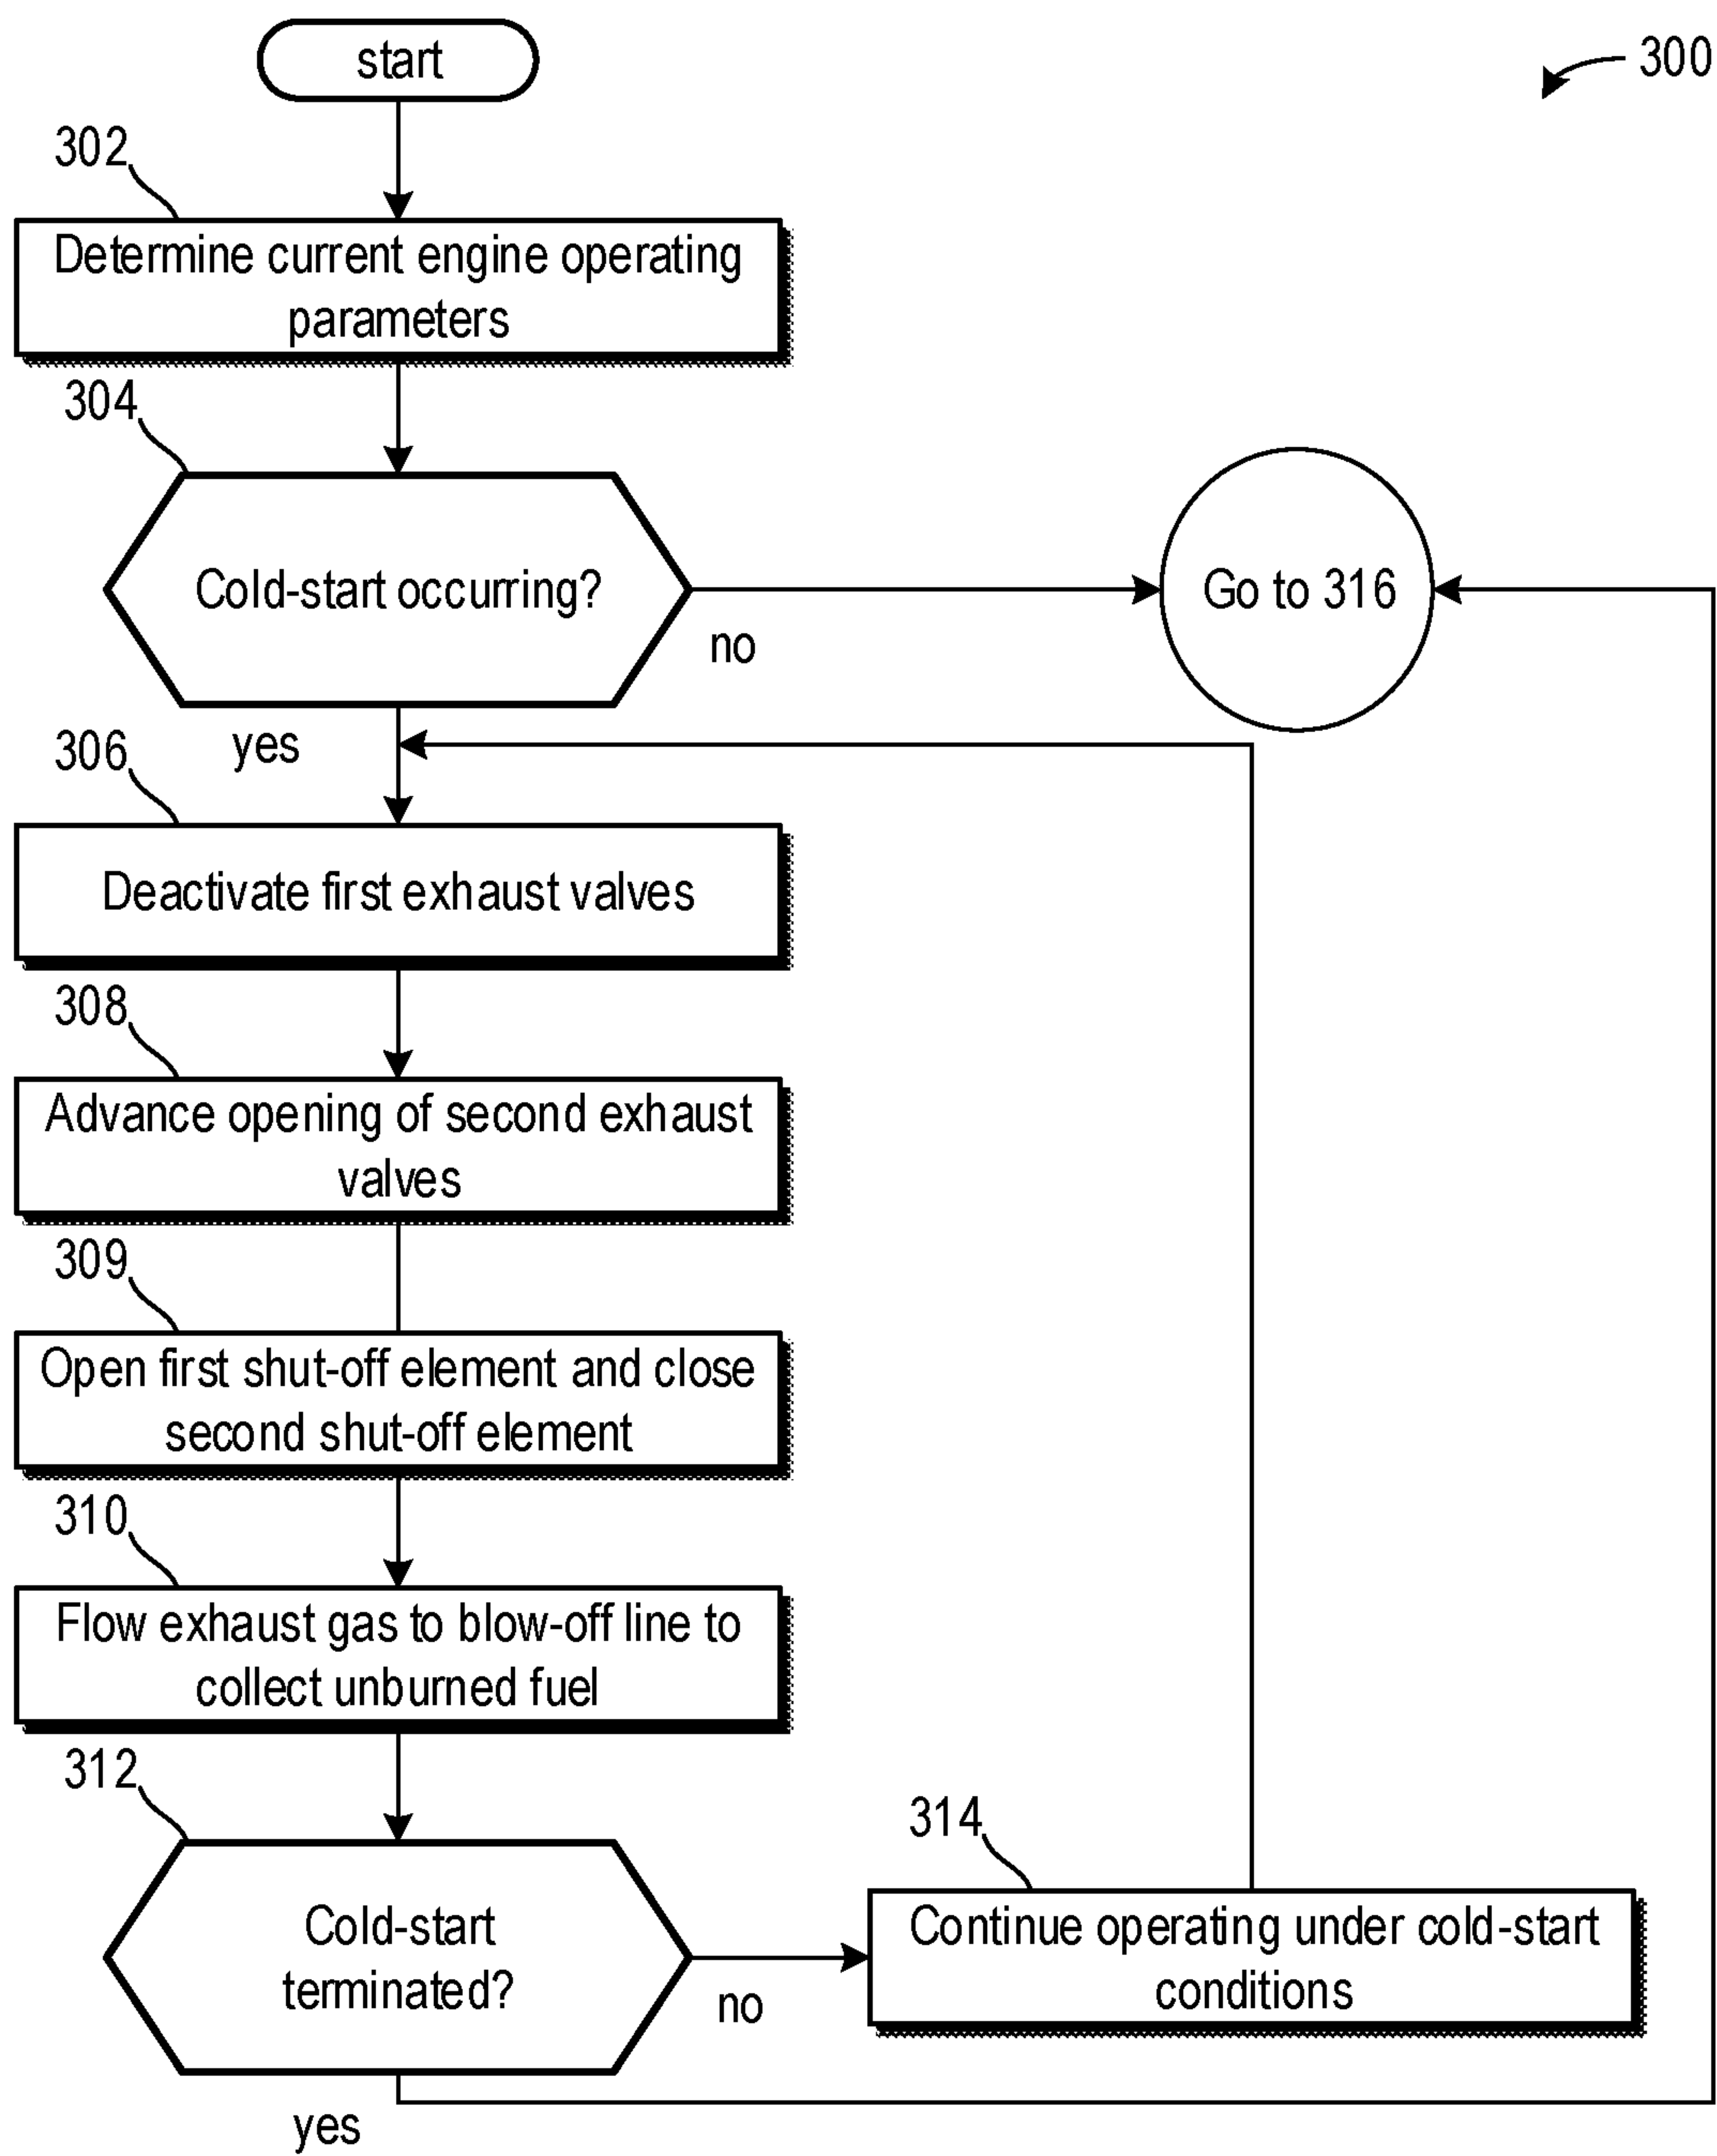 start
300
302
Determine current engine operating
parameters
304
Cold-start occurring?
no
Go to 316
yes
306
Deactivate first exhaust valves
308
Advance opening of second exhaust
valves
309
Open first shut-off element and close
second shut-off element
310
Flow exhaust gas to blow-off line to
collect unburned fuel
312
Cold-start
terminated?
no
314
Continue operating under cold-start
conditions
yes